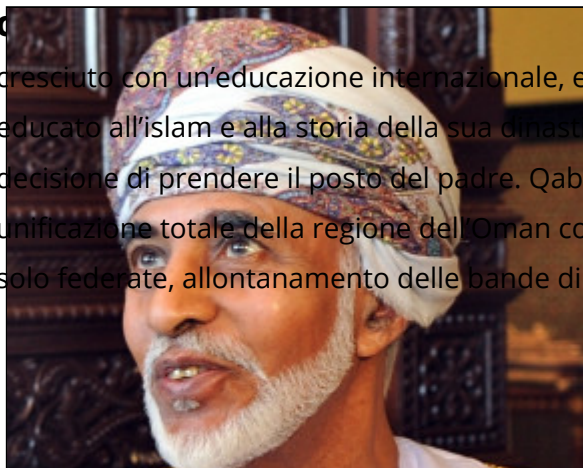 cresciuto con un'educazione internazionale, e
educato all'islam e alla storia della sua dinast
decisione di prendere il posto del padre. Qab
unificazione totale della regione dell'Oman co
solo federate, allontanamento delle bande di